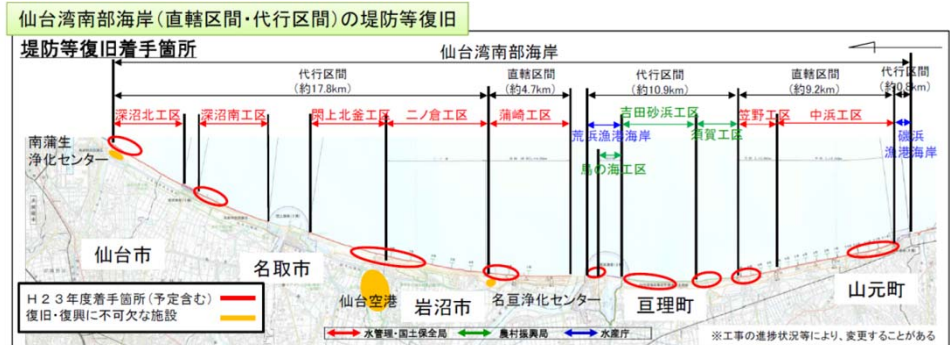 仙台湾南部海岸(直轄区間・代行区間)の堤防等復旧
堤防等復旧着手箇所
仙台湾南部海岸
代行区間
(約17.8km)
直轄区間
(約4.7km)
代行区間
(約10.9km)
直轄区間
(約9.2km)
代行区間
(約0.8km)
深沼北工区
深沼南工区
閖上北釜工区
二ノ倉工区
蒲崎工区
荒浜漁港海岸
吉田砂浜工区
須賀工区
笠野工区
中浜工区
磯浜
漁港海岸
鳥の海工区
南蒲生
浄化センター
仙台市
名取市
仙台空港
岩沼市
名亘浄化センター
亘理町
山元町
H23年度着手箇所(予定含む)
復旧・復興に不可欠な施設
水管理・国土保全局
農村振興局
水産庁
※工事の進捗状況等により、変更することがある